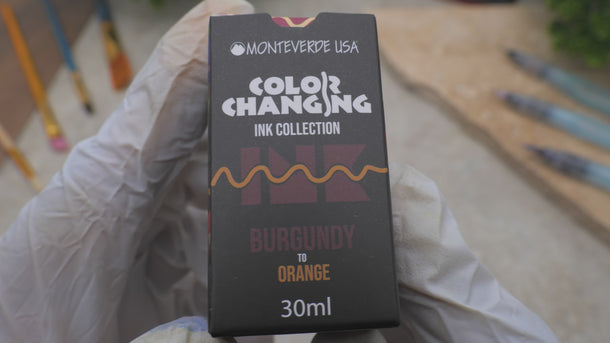 MONTEVERDE USA
COLOR
CHANGING
INK COLLECTION
INK
BURGUNDY
TO
ORANGE
30ml